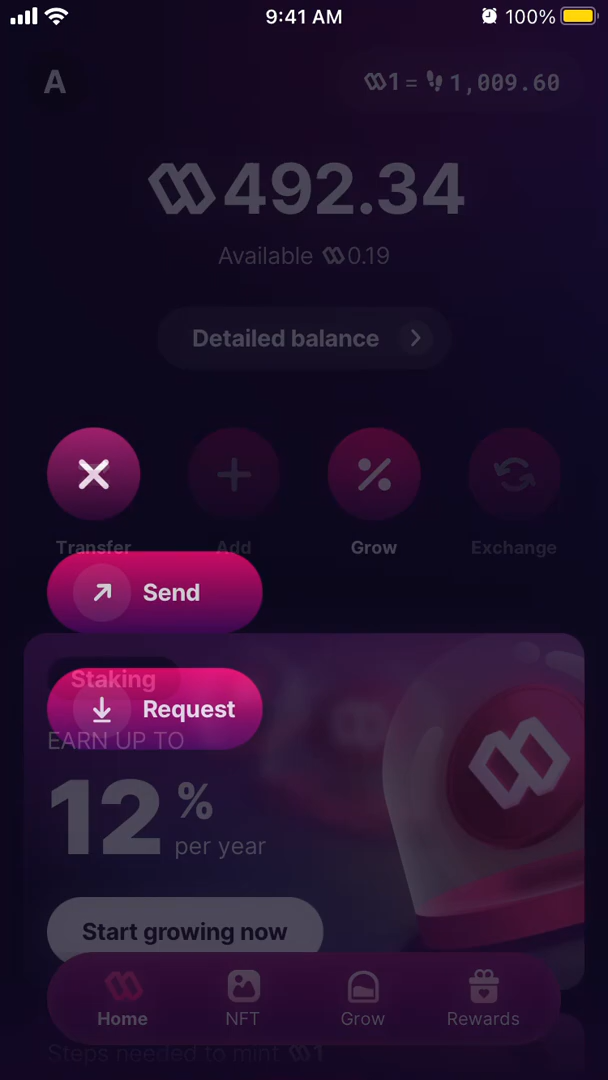 9:41 AM 100%
A 1 = 1,009.60
492.34
Available 0.19
Detailed balance
Transfer Add Grow Exchange
Send
Staking
Request
EARN UP TO
12 %
per year
Start growing now
Home NFT Grow Rewards
Steps needed to mint 1